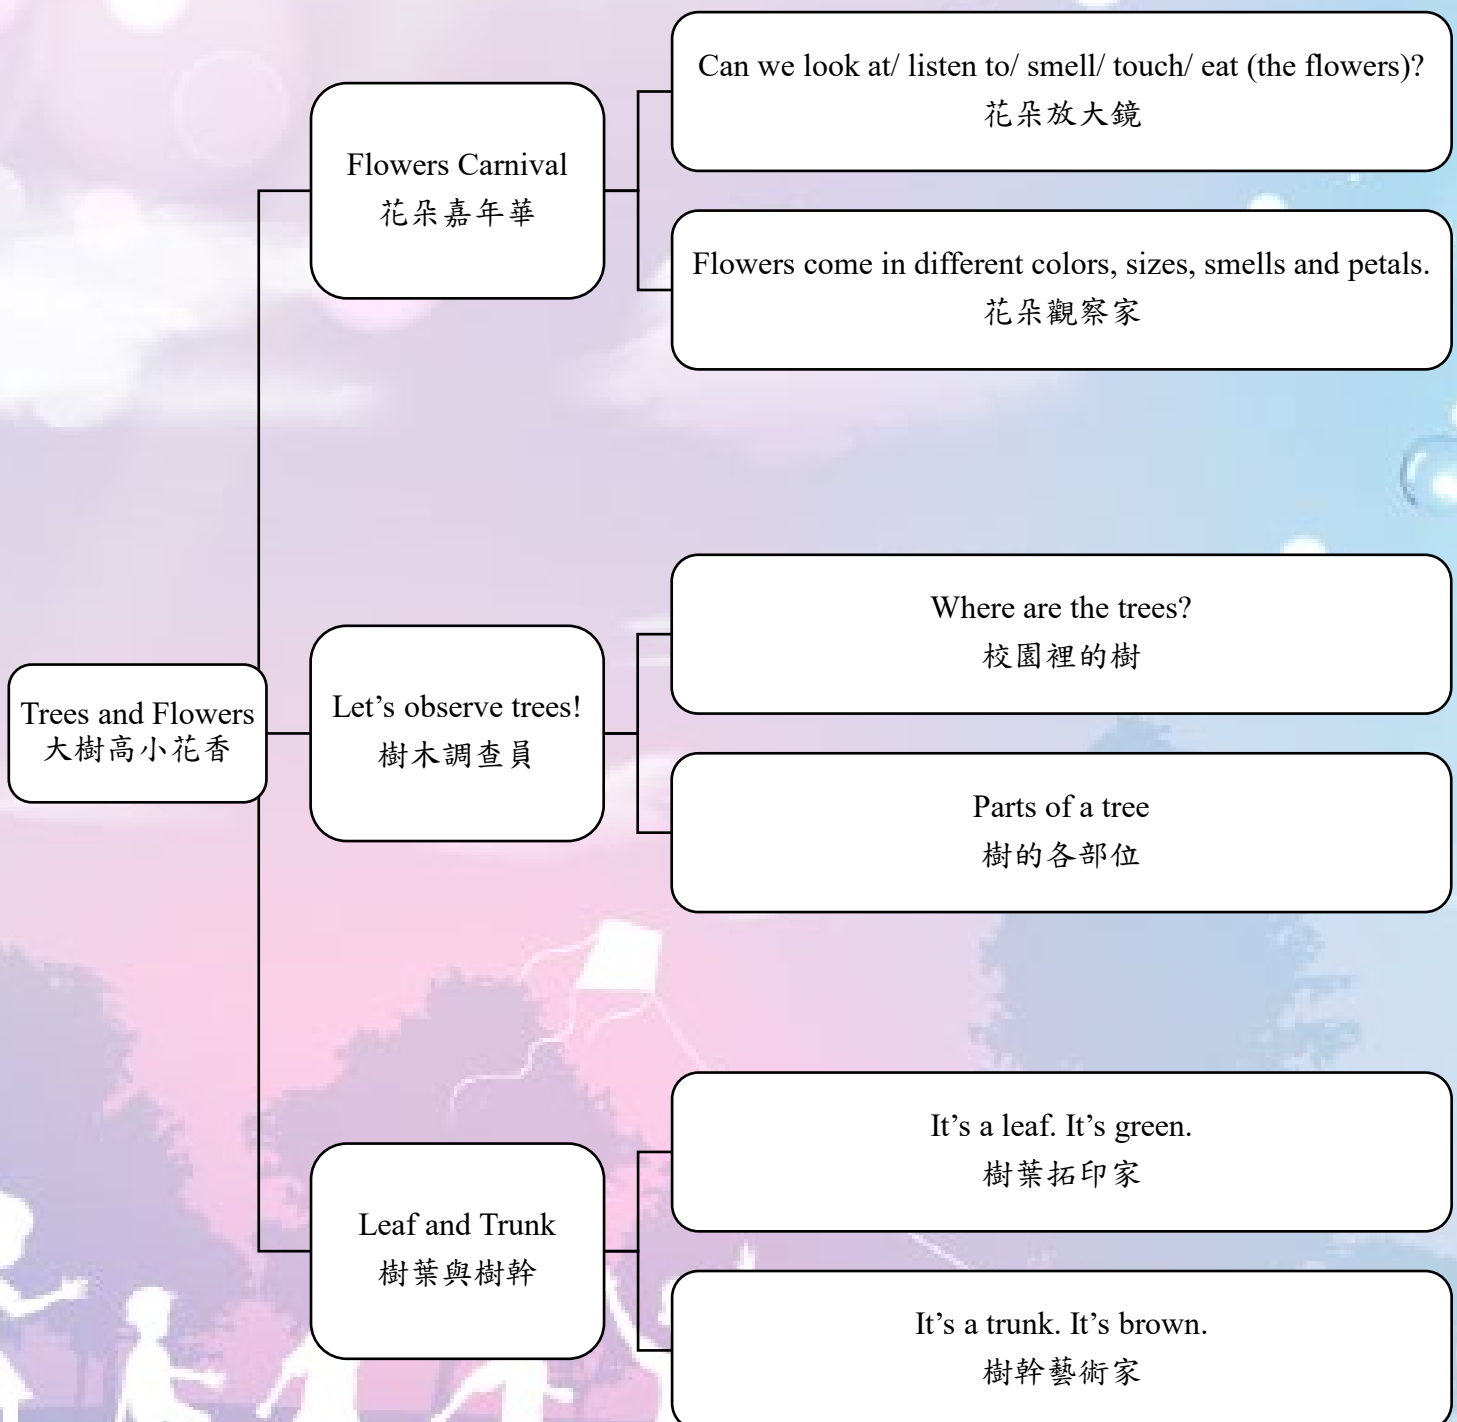 Trees and Flowers
大樹高小花香
Flowers Carnival
花朵嘉年華
Can we look at/ listen to/ smell/ touch/ eat (the flowers)?
花朵放大鏡
Flowers come in different colors, sizes, smells and petals.
花朵觀察家
Let’s observe trees!
樹木調查員
Where are the trees?
校園裡的樹
Parts of a tree
樹的各部位
Leaf and Trunk
樹葉與樹幹
It’s a leaf. It’s green.
樹葉拓印家
It’s a trunk. It’s brown.
樹幹藝術家